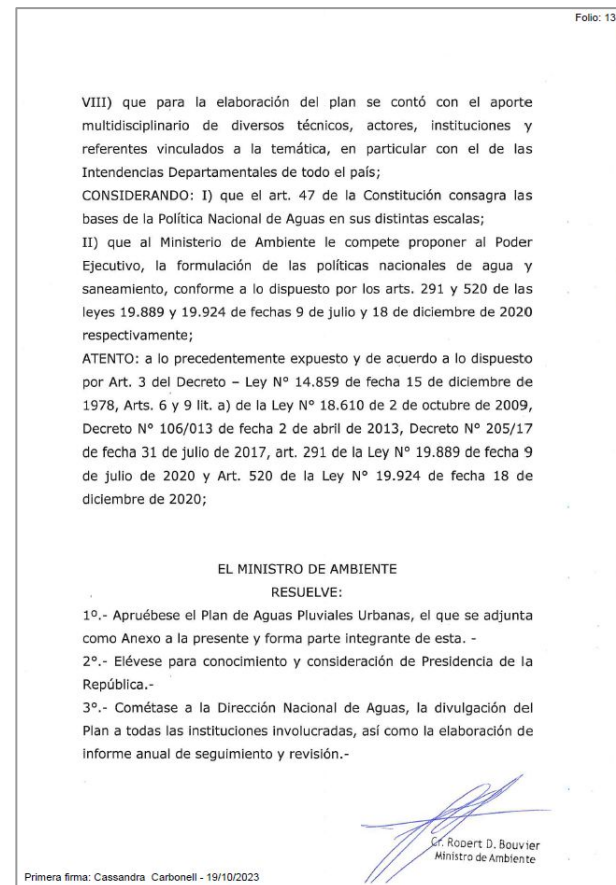 Folio: 13
VIII) que para la elaboración del plan se contó con el aporte
multidisciplinario de diversos técnicos, actores, instituciones y
referentes vinculados a la temática, en particular con el de las
Intendencias Departamentales de todo el país;
CONSIDERANDO: I) que el art. 47 de la Constitución consagra las
bases de la Política Nacional de Aguas en sus distintas escalas;
II) que al Ministerio de Ambiente le compete proponer al Poder
Ejecutivo, la formulación de las políticas nacionales de agua y
saneamiento, conforme a lo dispuesto por los arts. 291 y 520 de las
leyes 19.889 y 19.924 de fechas 9 de julio y 18 de diciembre de 2020
respectivamente;
ATENTO: a lo precedentemente expuesto y de acuerdo a lo dispuesto
por Art. 3 del Decreto – Ley N° 14.859 de fecha 15 de diciembre de
1978, Arts. 6 y 9 lit. a) de la Ley N° 18.610 de 2 de octubre de 2009,
Decreto N° 106/013 de fecha 2 de abril de 2013, Decreto N° 205/17
de fecha 31 de julio de 2017, art. 291 de la Ley N° 19.889 de fecha 9
de julio de 2020 y Art. 520 de la Ley N° 19.924 de fecha 18 de
diciembre de 2020;
EL MINISTRO DE AMBIENTE
RESUELVE:
1º.- Apruébese el Plan de Aguas Pluviales Urbanas, el que se adjunta
como Anexo a la presente y forma parte integrante de esta. -
2°.- Elévese para conocimiento y consideración de Presidencia de la
República.-
3°.- Cométase a la Dirección Nacional de Aguas, la divulgación del
Plan a todas las instituciones involucradas, así como la elaboración de
informe anual de seguimiento y revisión.-
Cr. Robert D. Bouvier
Ministro de Ambiente
Primera firma: Cassandra Carbonell - 19/10/2023